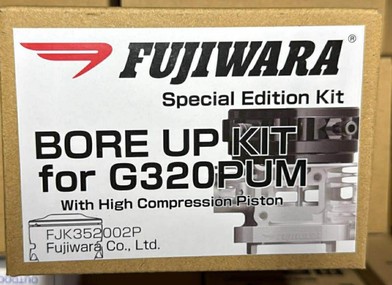 FUJIWARA®
Special Edition Kit
BORE UP KIT
for G320PUM
With High Compression Piston
FJK352002P
Fujiwara Co., Ltd.